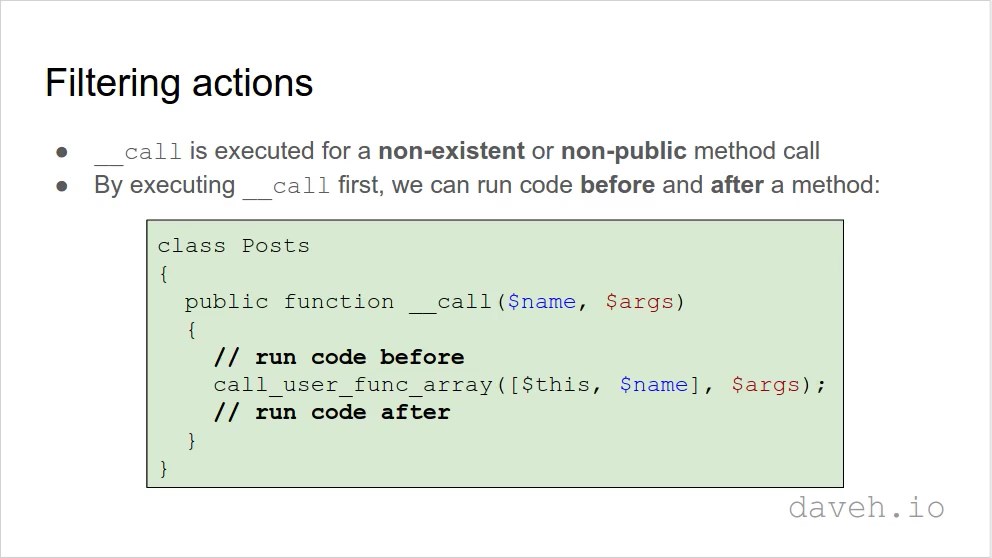 Filtering actions
● __call is executed for a non-existent or non-public method call
● By executing __call first, we can run code before and after a method:
class Posts
{
  public function __call($name, $args)
  {
    // run code before
    call_user_func_array([$this, $name], $args);
    // run code after
  }
}
daveh.io